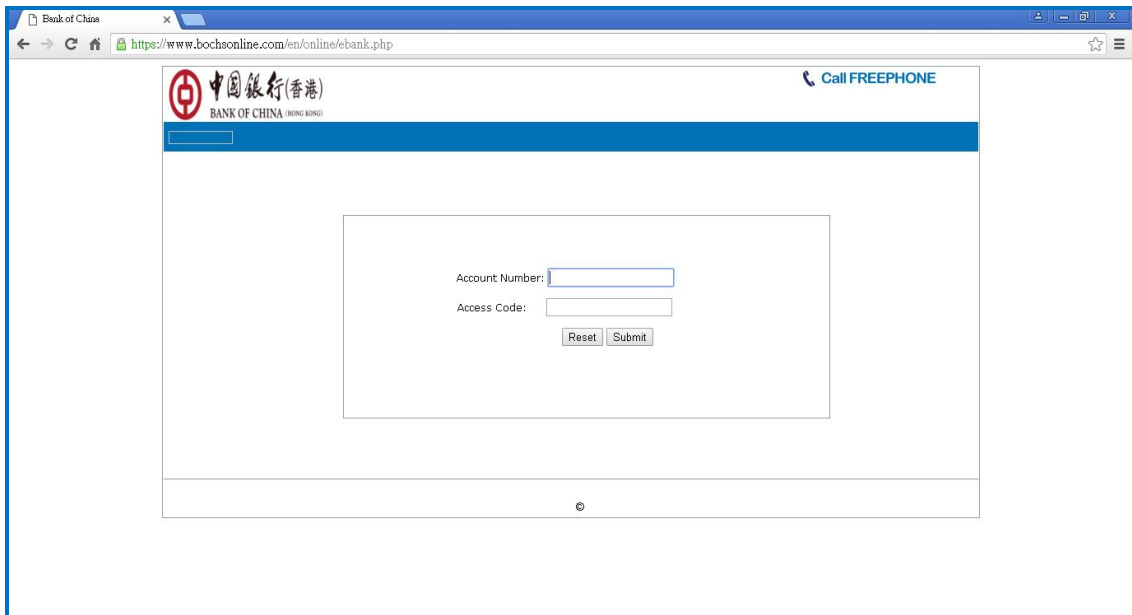 Bank of China
https://www.bochsonline.com/en/online/ebank.php
中國銀行(香港)
BANK OF CHINA (HONG KONG)
Call FREEPHONE
Account Number:
Access Code:
Reset Submit
©